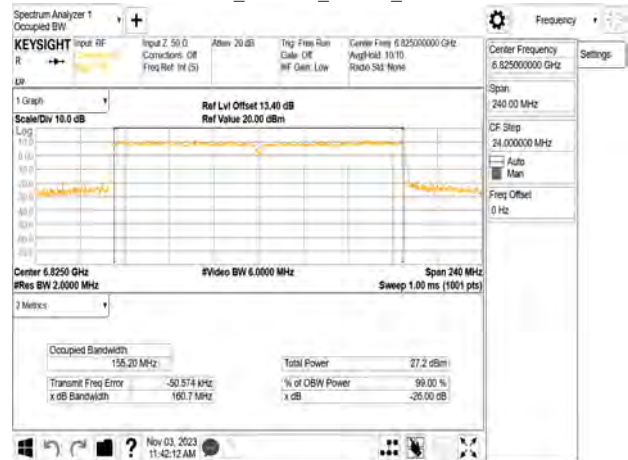 Spectrum Analyzer 1
Occupied BW
KEYSIGHT
Input: RF
R
Input Z: 50 Ω
Corrections: Off
Freq Ref: Int (S)
Atten: 20 dB
Trig: Free Run
Gate: Off
#IF Gain: Low
Center Freq: 6.825000000 GHz
Avg|Hold: 10/10
Radio Std: None
1 Graph
Scale/Div 10.0 dB
Ref Lvl Offset 13.40 dB
Ref Value 20.00 dBm
Log
10.0
0.00
Center 6.8250 GHz
#Video BW 6.0000 MHz
Span 240 MHz
#Res BW 2.0000 MHz
Sweep 1.00 ms (1001 pts)
2 Metrics
Occupied Bandwidth
155.20 MHz
Total Power
27.2 dBm
Transmit Freq Error
-50.574 kHz
% of OBW Power
99.00 %
x dB Bandwidth
160.7 MHz
x dB
-26.00 dB
Nov 03, 2023
11:42:12 AM
Frequency
Settings
Center Frequency
6.825000000 GHz
Span
240.00 MHz
CF Step
24.000000 MHz
Auto
Man
Freq Offset
0 Hz